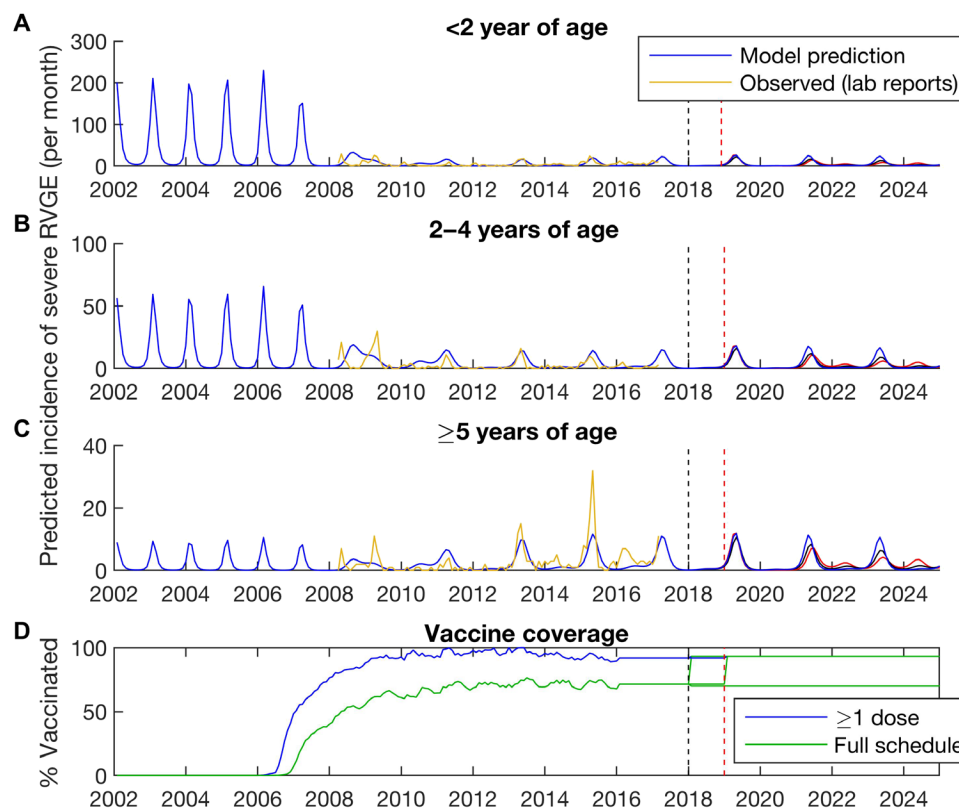 A
<2 year of age
300
200
100
0
Model prediction
Observed (lab reports)
2002 2004 2006 2008 2010 2012 2014 2016 2018 2020 2022 2024
Predicted incidence of severe RVGE (per month)
B
2–4 years of age
100
50
0
2002 2004 2006 2008 2010 2012 2014 2016 2018 2020 2022 2024
C
≥5 years of age
40
20
0
2002 2004 2006 2008 2010 2012 2014 2016 2018 2020 2022 2024
D
Vaccine coverage
% Vaccinated
100
50
0
≥1 dose
Full schedule
2002 2004 2006 2008 2010 2012 2014 2016 2018 2020 2022 2024